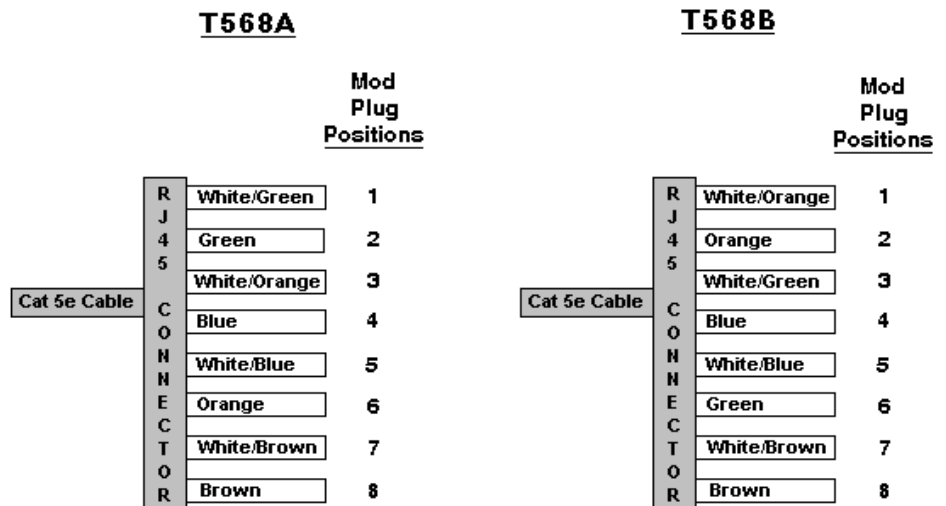 T568A
Mod
Plug
Positions
RJ45 CONNECTOR
Cat 5e Cable
White/Green 1
Green 2
White/Orange 3
Blue 4
White/Blue 5
Orange 6
White/Brown 7
Brown 8
T568B
Mod
Plug
Positions
RJ45 CONNECTOR
Cat 5e Cable
White/Orange 1
Orange 2
White/Green 3
Blue 4
White/Blue 5
Green 6
White/Brown 7
Brown 8